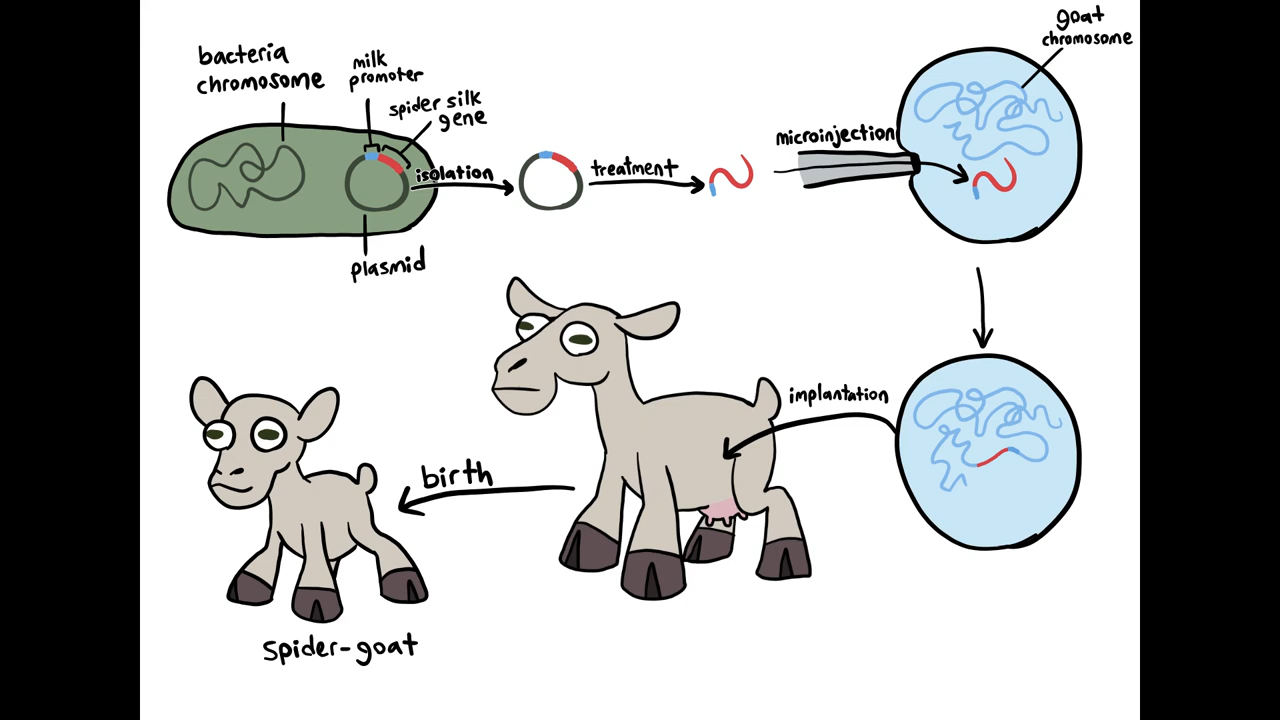 bacteria
chromosome
milk
promoter
spider silk
gene
plasmid
isolation
treatment
microinjection
goat
chromosome
implantation
birth
spider-goat